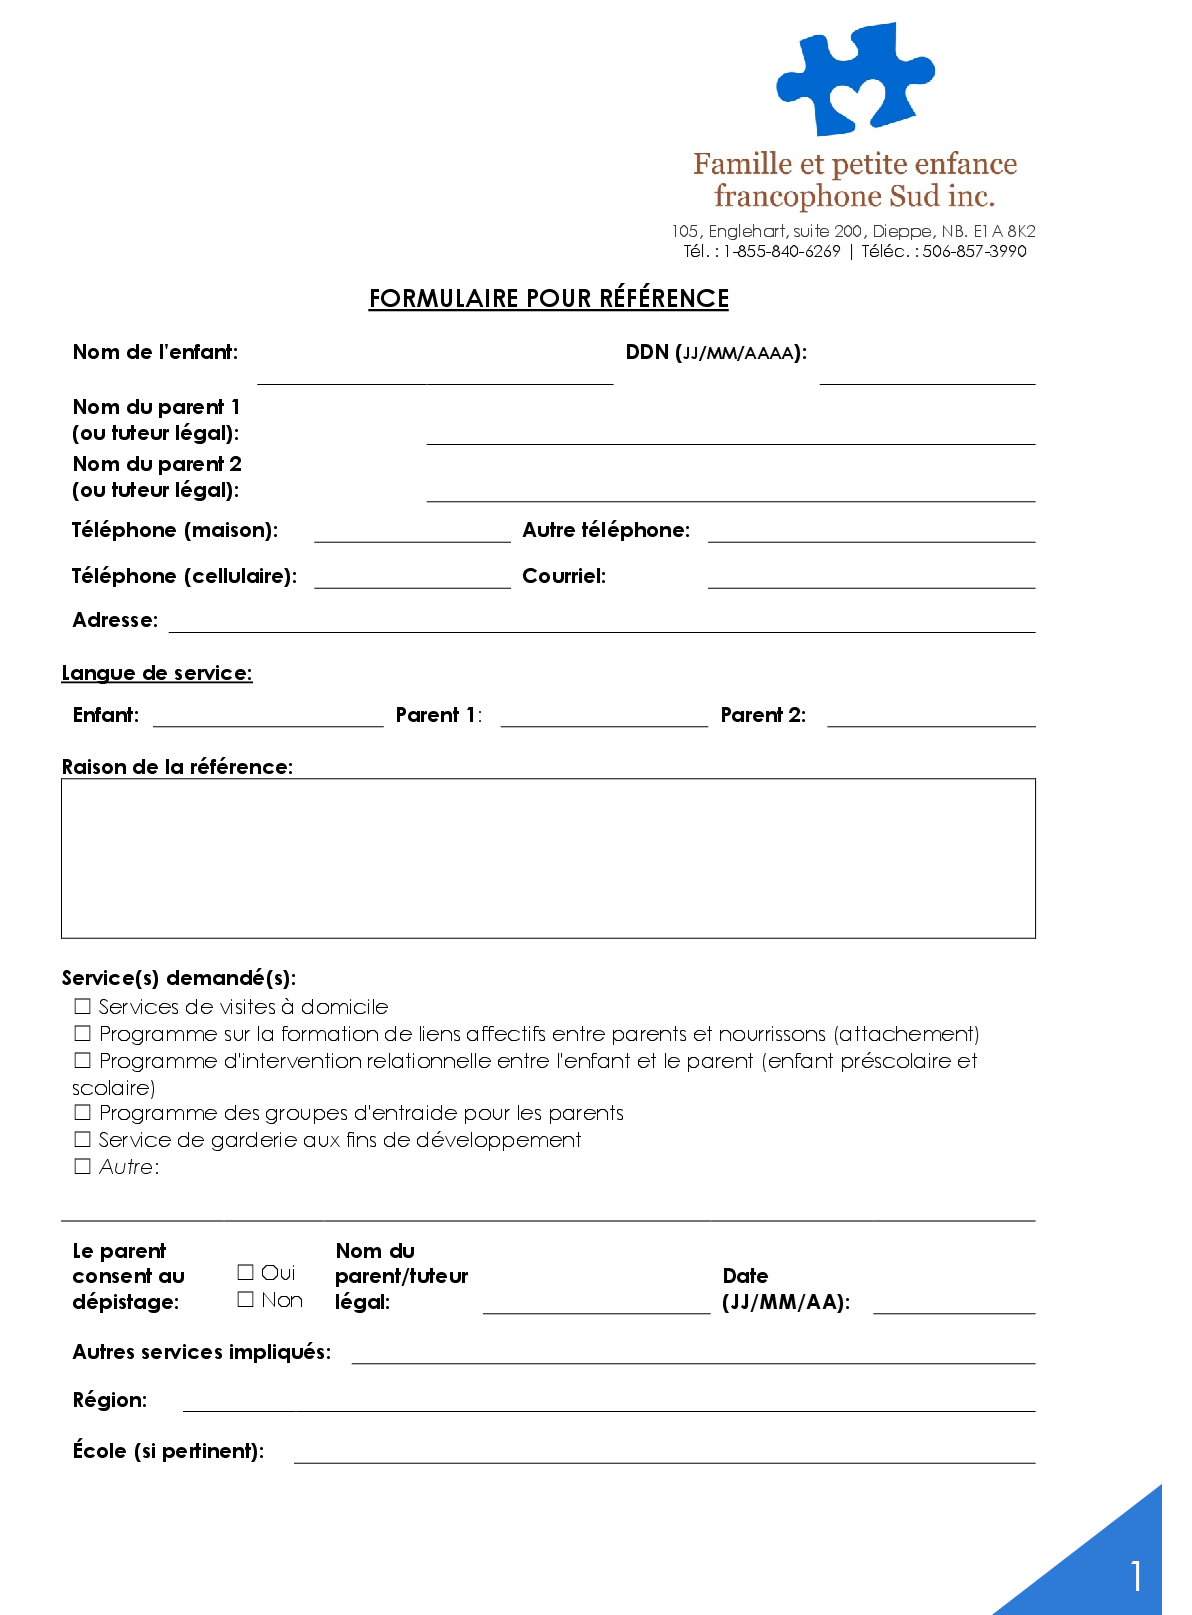 Famille et petite enfance
francophone Sud inc.
105, Englehart, suite 200, Dieppe, NB. E1A 8K2
Tél. : 1-855-840-6269 | Téléc. : 506-857-3990
FORMULAIRE POUR RÉFÉRENCE
Nom de l'enfant: DDN (JJ/MM/AAAA):
Nom du parent 1
(ou tuteur légal):
Nom du parent 2
(ou tuteur légal):
Téléphone (maison): Autre téléphone:
Téléphone (cellulaire): Courriel:
Adresse:
Langue de service:
Enfant: Parent 1: Parent 2:
Raison de la référence:
Service(s) demandé(s):
☐ Services de visites à domicile
☐ Programme sur la formation de liens affectifs entre parents et nourrissons (attachement)
☐ Programme d'intervention relationnelle entre l'enfant et le parent (enfant préscolaire et
scolaire)
☐ Programme des groupes d'entraide pour les parents
☐ Service de garderie aux fins de développement
☐ Autre:
Le parent
consent au
dépistage:
☐ Oui
☐ Non
Nom du
parent/tuteur
légal:
Date
(JJ/MM/AA):
Autres services impliqués:
Région:
École (si pertinent):
1